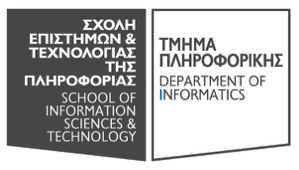 ΣΧΟΛΗ
ΕΠΙΣΤΗΜΩΝ &
ΤΕΧΝΟΛΟΓΙΑΣ
ΤΗΣ
ΠΛΗΡΟΦΟΡΙΑΣ
SCHOOL OF
INFORMATION
SCIENCES &
TECHNOLOGY
ΤΜΗΜΑ
ΠΛΗΡΟΦΟΡΙΚΗΣ
DEPARTMENT OF
INFORMATICS